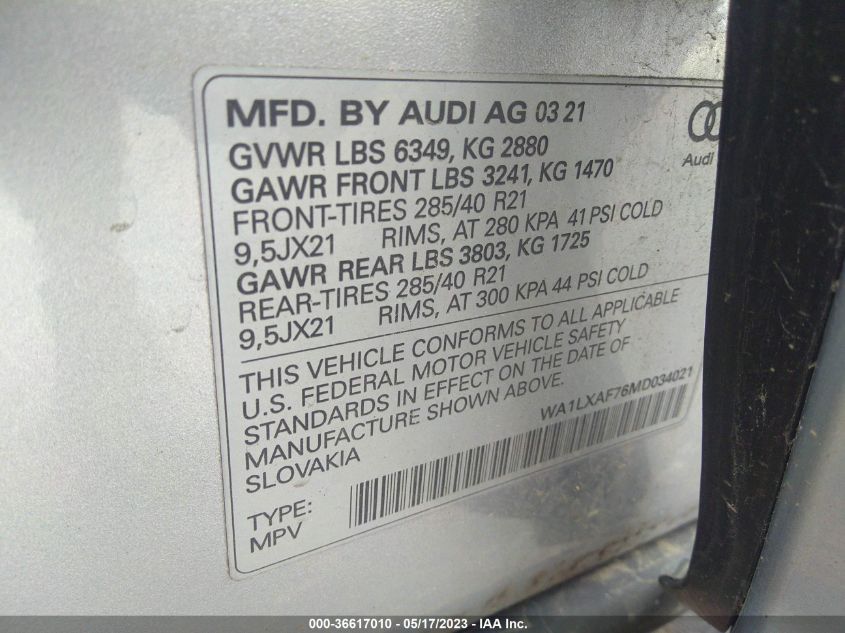 MFD. BY AUDI AG 03 21
GVWR LBS 6349, KG 2880
GAWR FRONT LBS 3241, KG 1470
FRONT-TIRES 285/40 R21
9,5JX21 RIMS, AT 280 KPA 41 PSI COLD
GAWR REAR LBS 3803, KG 1725
REAR-TIRES 285/40 R21
9,5JX21 RIMS, AT 300 KPA 44 PSI COLD
Audi
THIS VEHICLE CONFORMS TO ALL APPLICABLE
U.S. FEDERAL MOTOR VEHICLE SAFETY
STANDARDS IN EFFECT ON THE DATE OF
MANUFACTURE SHOWN ABOVE.
SLOVAKIA
WA1LXAF76MD034021
TYPE:
MPV
000-36617010 - 05/17/2023 - © IAA Inc.